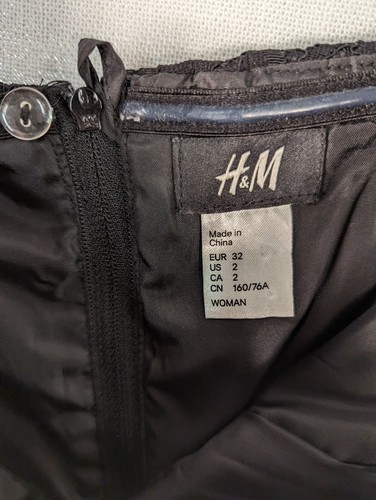 H&M
Made in
China
EUR 32
US 2
CA 2
CN 160/76A
WOMAN